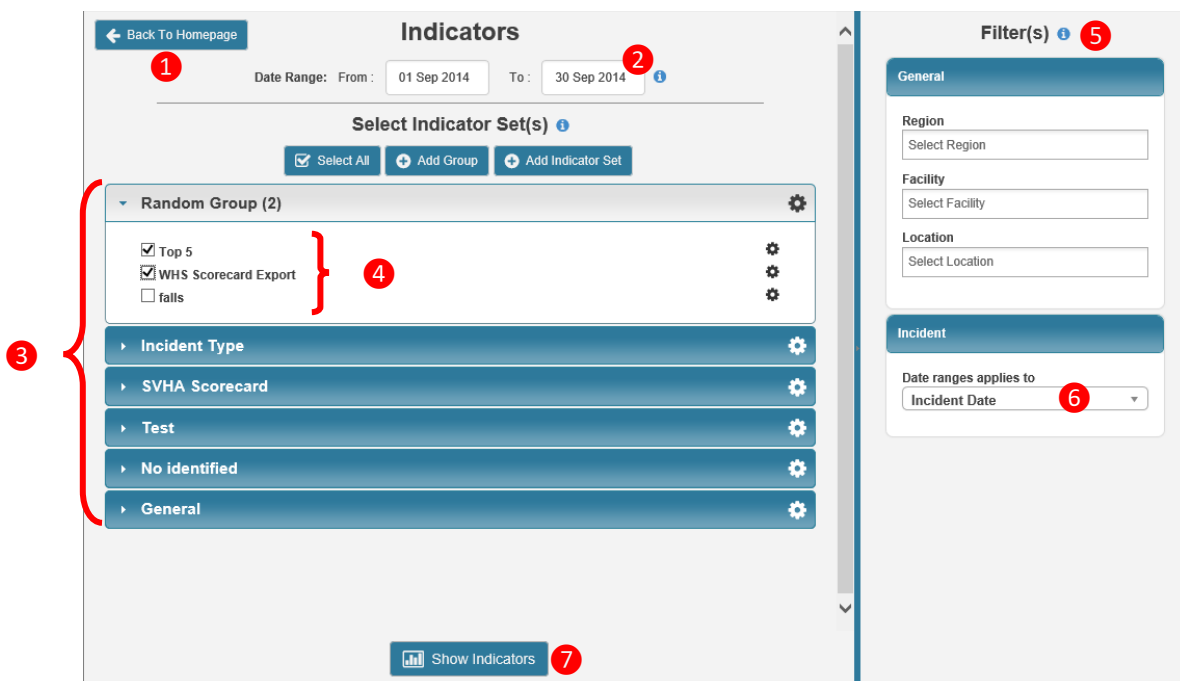 Back To Homepage
Indicators
1
2
Date Range: From : 01 Sep 2014 To : 30 Sep 2014
Select Indicator Set(s)
Select All Add Group Add Indicator Set
3
Random Group (2)
Top 5
WHS Scorecard Export
falls
4
Incident Type
SVHA Scorecard
Test
No identified
General
Show Indicators
7
Filter(s)
5
General
Region
Select Region
Facility
Select Facility
Location
Select Location
Incident
Date ranges applies to
Incident Date
6